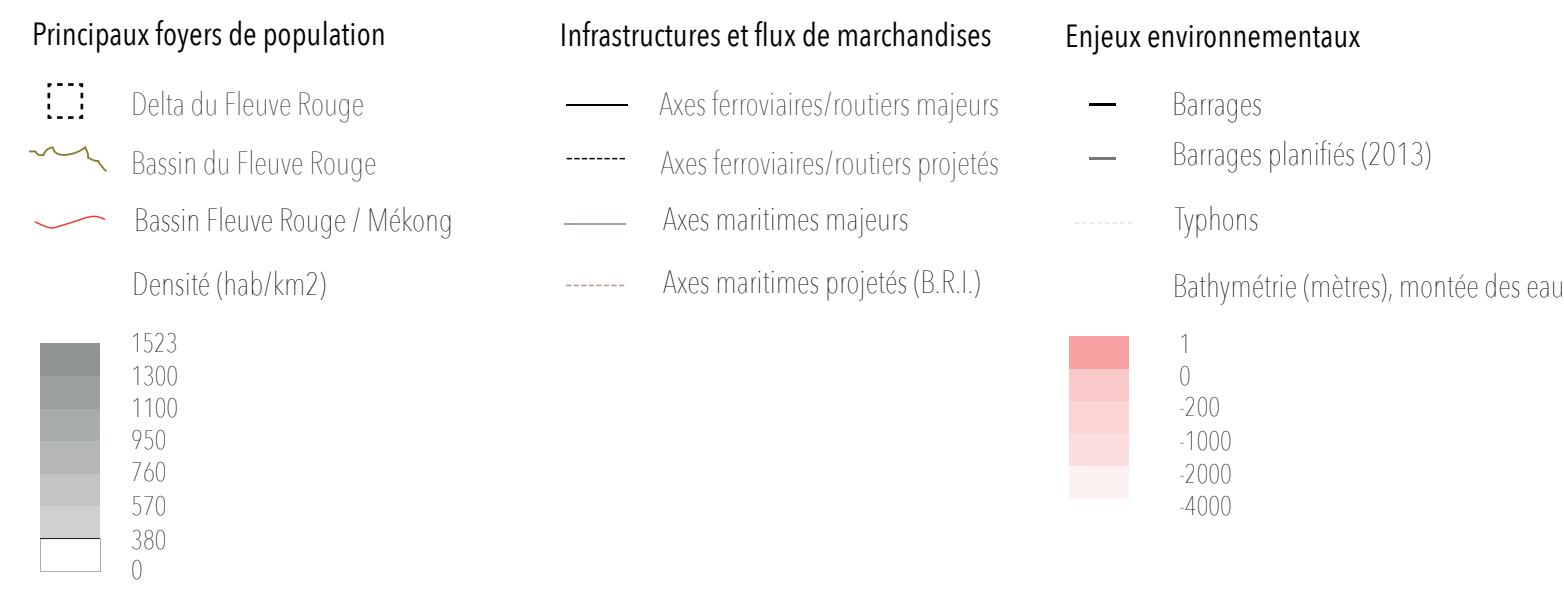 Principaux foyers de population
Delta du Fleuve Rouge
Bassin du Fleuve Rouge
Bassin Fleuve Rouge / Mékong
Densité (hab/km2)
1523
1300
1100
950
760
570
380
0
Infrastructures et flux de marchandises
Axes ferroviaires/routiers majeurs
Axes ferroviaires/routiers projetés
Axes maritimes majeurs
Axes maritimes projetés (B.R.I.)
Enjeux environnementaux
Barrages
Barrages planifiés (2013)
Typhons
Bathymétrie (mètres), montée des eau
1
0
-200
-1000
-2000
-4000